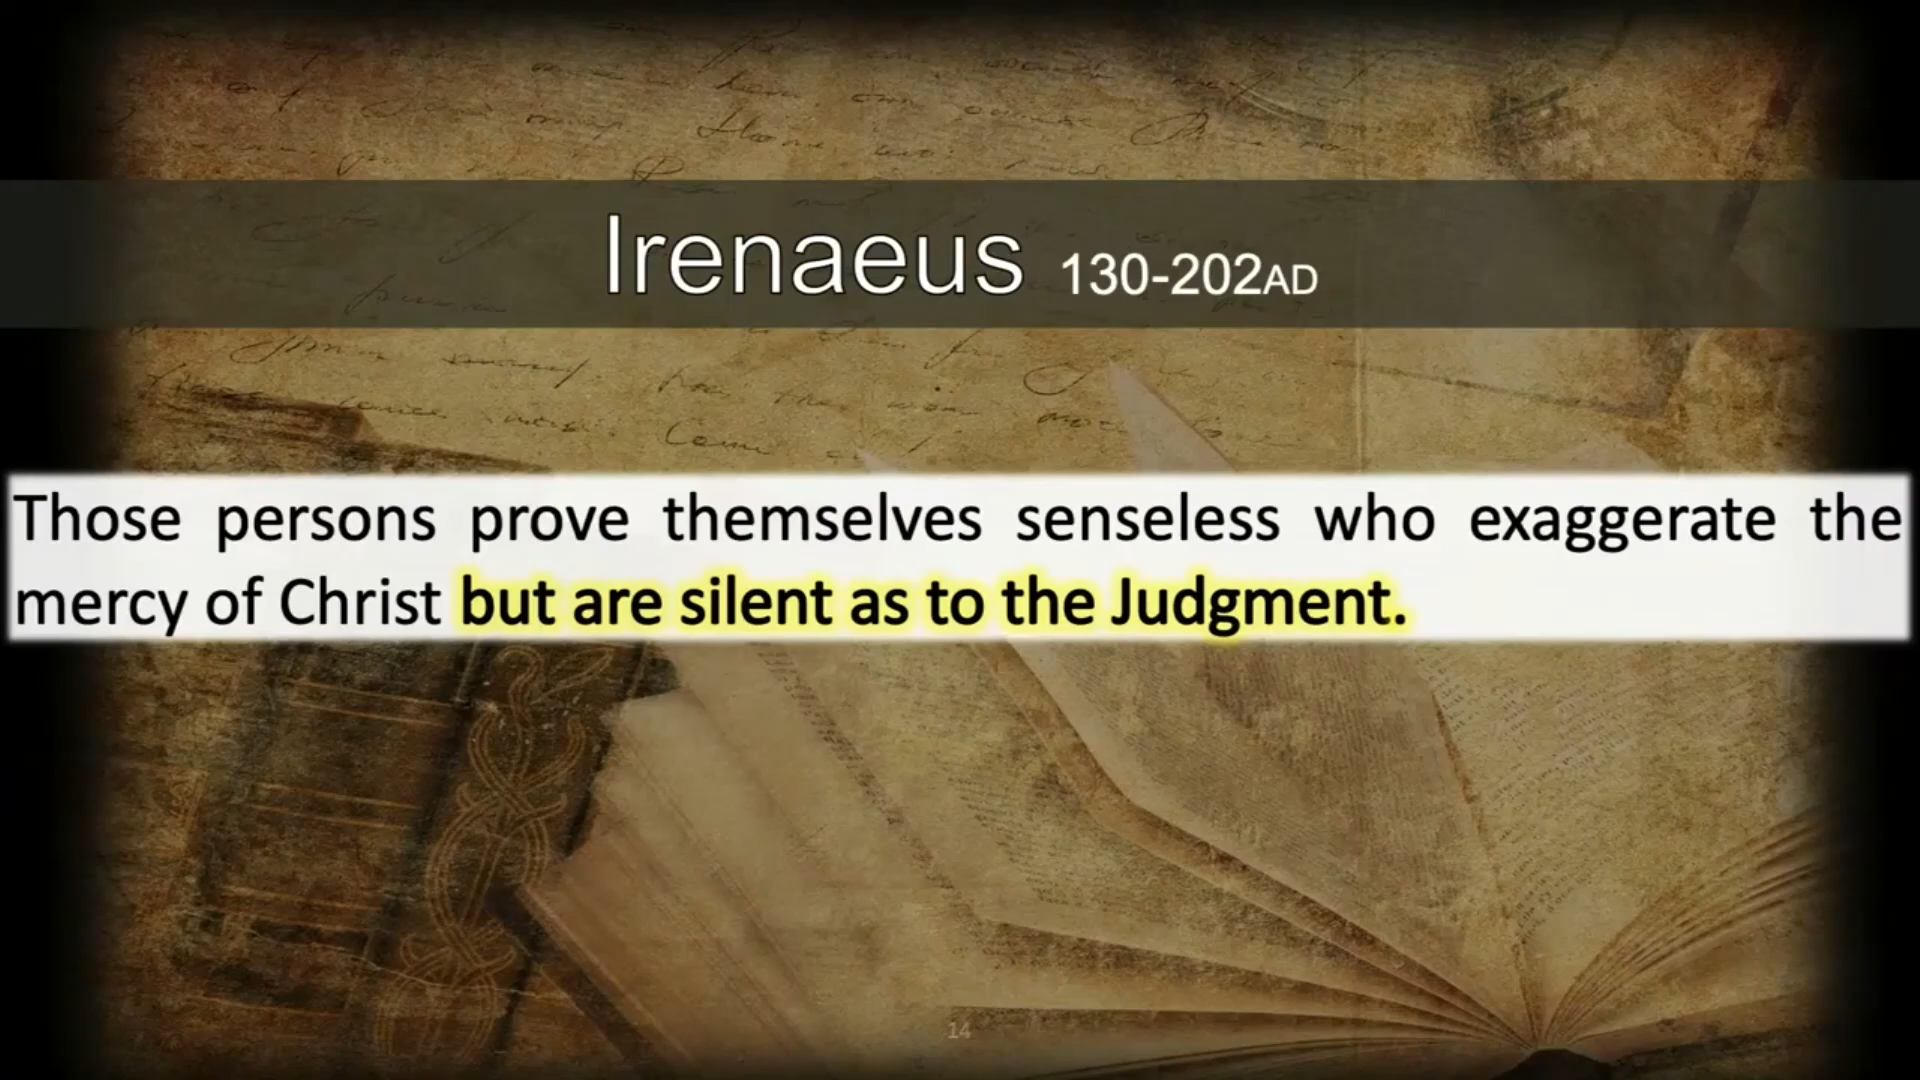 Irenaeus 130-202AD
Those persons prove themselves senseless who exaggerate the
mercy of Christ but are silent as to the Judgment.
14